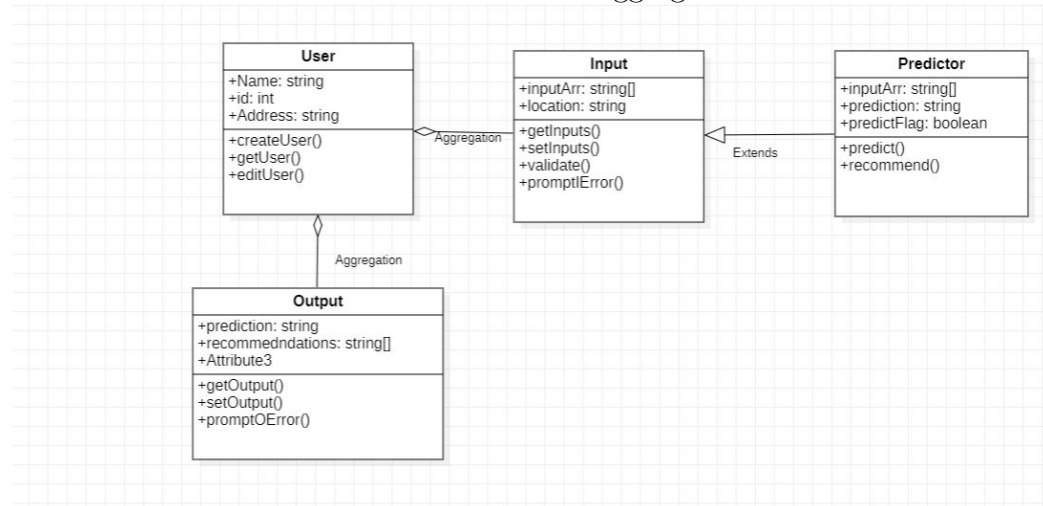 User
+Name: string
+id: int
+Address: string
+createUser()
+getUser()
+editUser()
Aggregation
Input
+inputArr: string[]
+location: string
+getInputs()
+setInputs()
+validate()
+promptIError()
Extends
Predictor
+inputArr: string[]
+prediction: string
+predictFlag: boolean
+predict()
+recommend()
Aggregation
Output
+prediction: string
+recommedndations: string[]
+Attribute3
+getOutput()
+setOutput()
+promptOError()